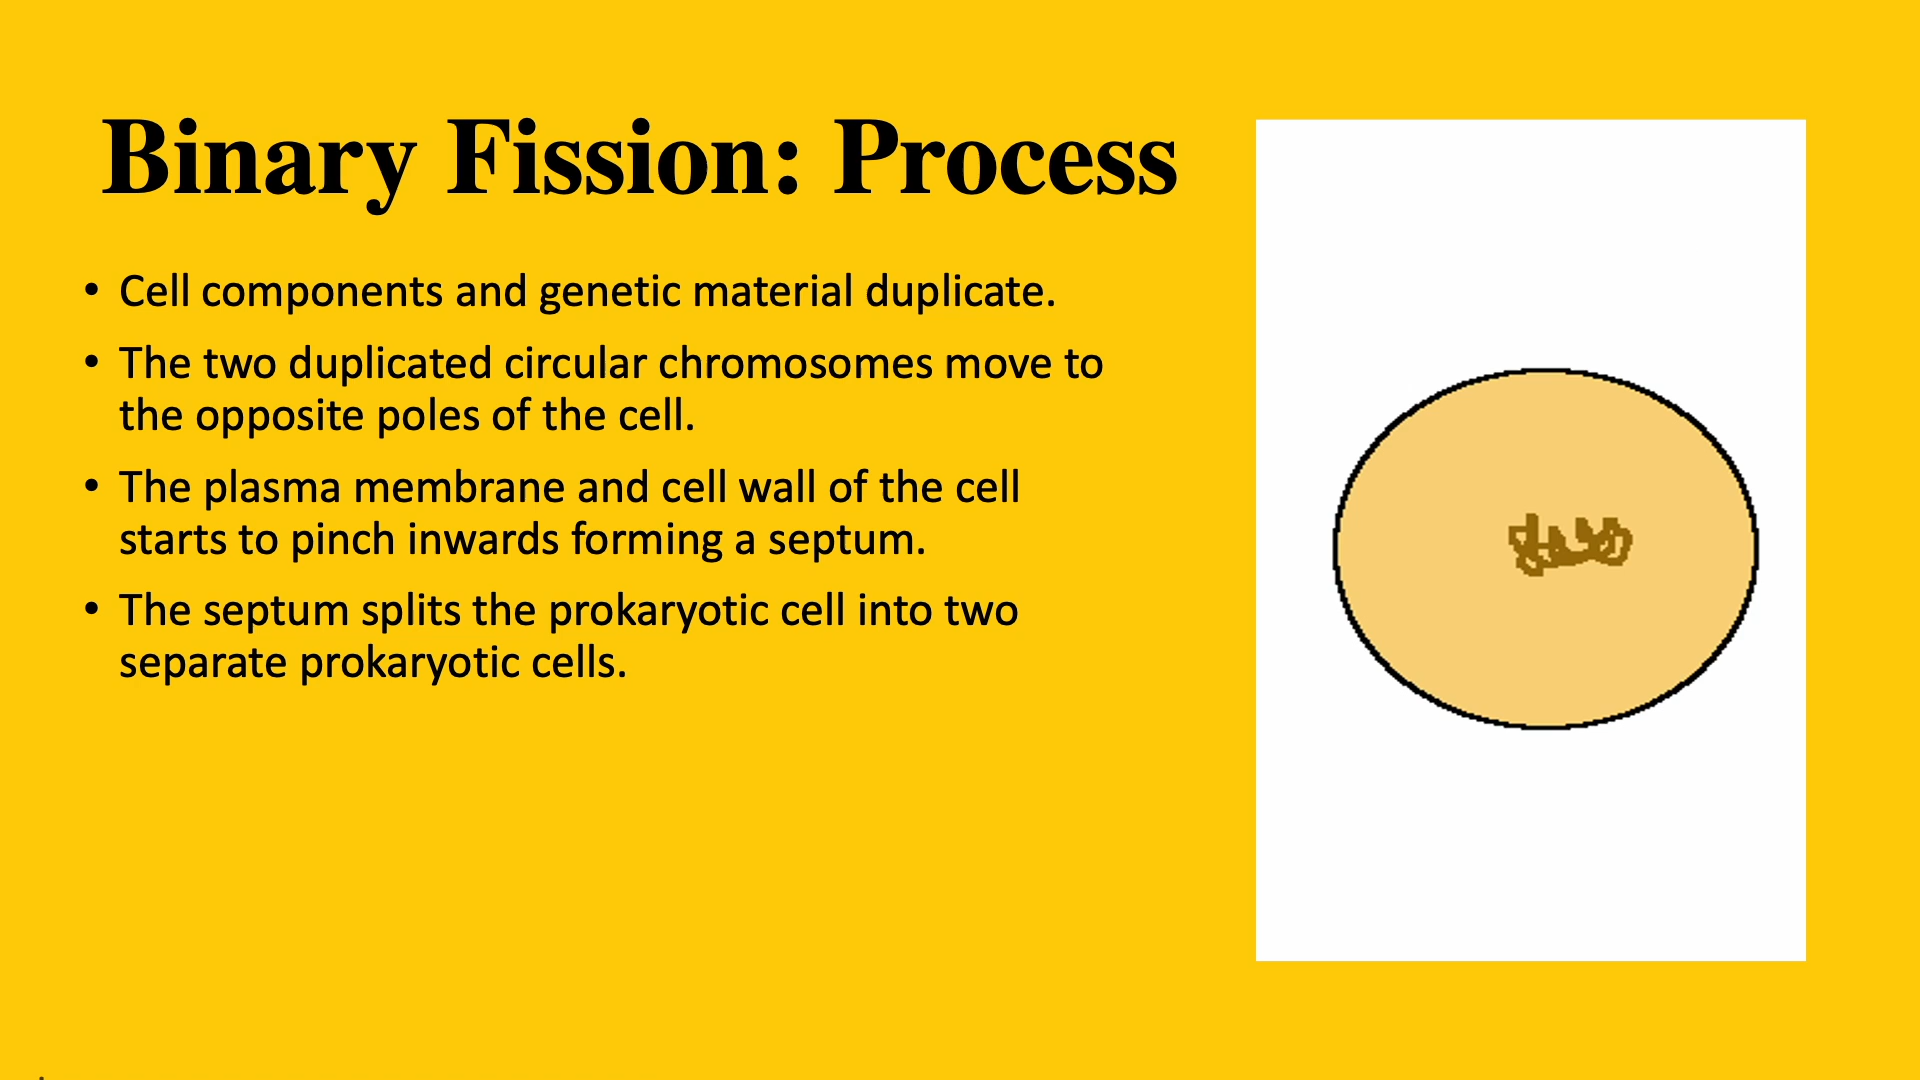 Binary Fission: Process
• Cell components and genetic material duplicate.
• The two duplicated circular chromosomes move to
the opposite poles of the cell.
• The plasma membrane and cell wall of the cell
starts to pinch inwards forming a septum.
• The septum splits the prokaryotic cell into two
separate prokaryotic cells.